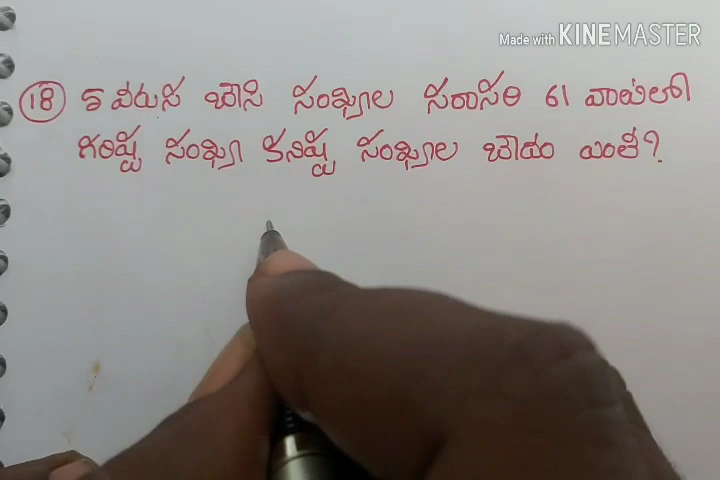 Made with KINEMASTER
18 5 వరుస బేసి సంఖ్యల సరాసరి 61 వాటిలో
గరిష్ట సంఖ్య కనిష్ట సంఖ్యల బేదం ఎంత?